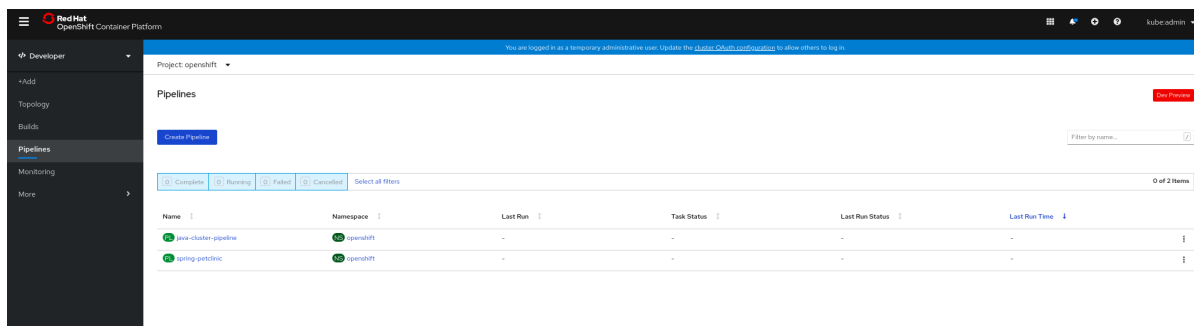 Red Hat
OpenShift Container Platform
kube:admin
You are logged in as a temporary administrative user. Update the cluster OAuth configuration to allow others to log in.
Developer
Project: openshift
+Add
Topology
Builds
Pipelines
Monitoring
More
Pipelines
Dev Preview
Create Pipeline
Filter by name...
/
0 Complete
0 Running
0 Failed
0 Cancelled
Select all filters
0 of 2 Items
Name Namespace Last Run Task Status Last Run Status Last Run Time
PL java-cluster-pipeline NS openshift - - - -
PL spring-petclinic NS openshift - - - -